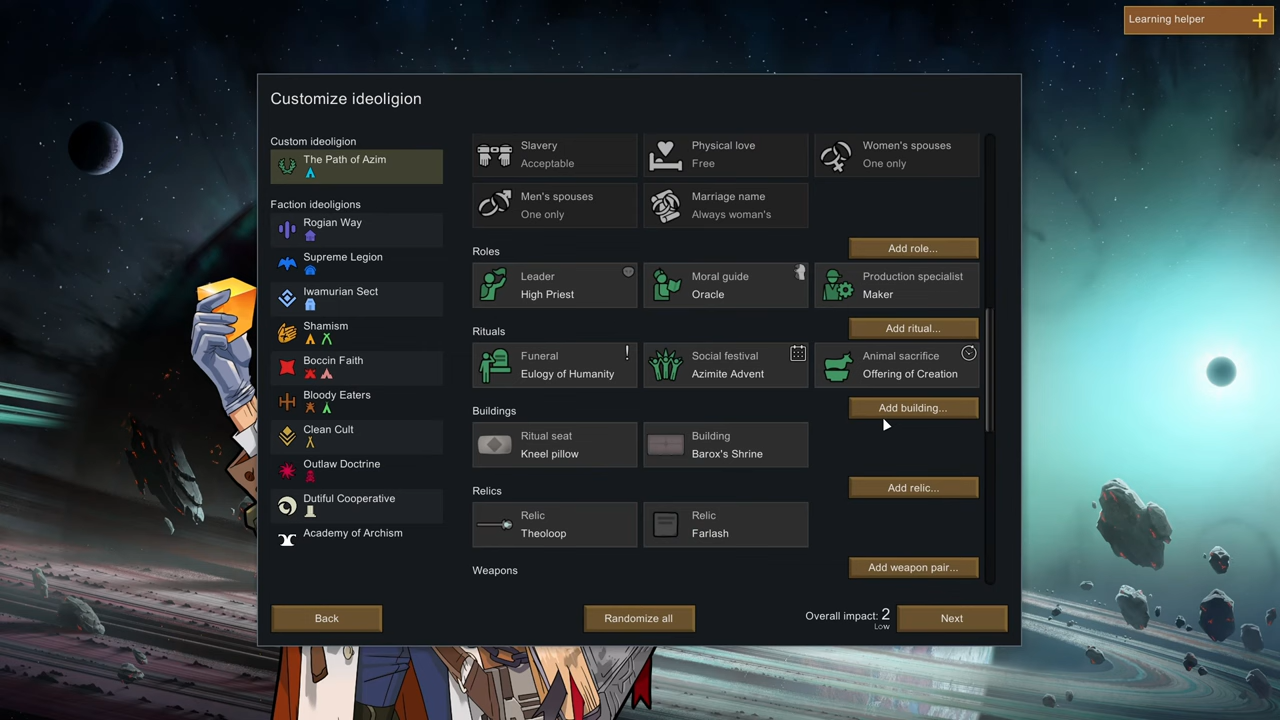 Learning helper
Customize ideoligion
Custom ideoligion
The Path of Azim
Faction ideoligions
Rogian Way
Supreme Legion
Iwamurian Sect
Shamism
Boccin Faith
Bloody Eaters
Clean Cult
Outlaw Doctrine
Dutiful Cooperative
Academy of Archism
Slavery
Acceptable
Physical love
Free
Women's spouses
One only
Men's spouses
One only
Marriage name
Always woman's
Roles
Add role...
Leader
High Priest
Moral guide
Oracle
Production specialist
Maker
Rituals
Add ritual...
Funeral
Eulogy of Humanity
Social festival
Azimite Advent
Animal sacrifice
Offering of Creation
Buildings
Add building...
Ritual seat
Kneel pillow
Building
Barox's Shrine
Relics
Add relic...
Relic
Theoloop
Relic
Farlash
Weapons
Add weapon pair...
Back
Randomize all
Overall impact: 2
Low
Next